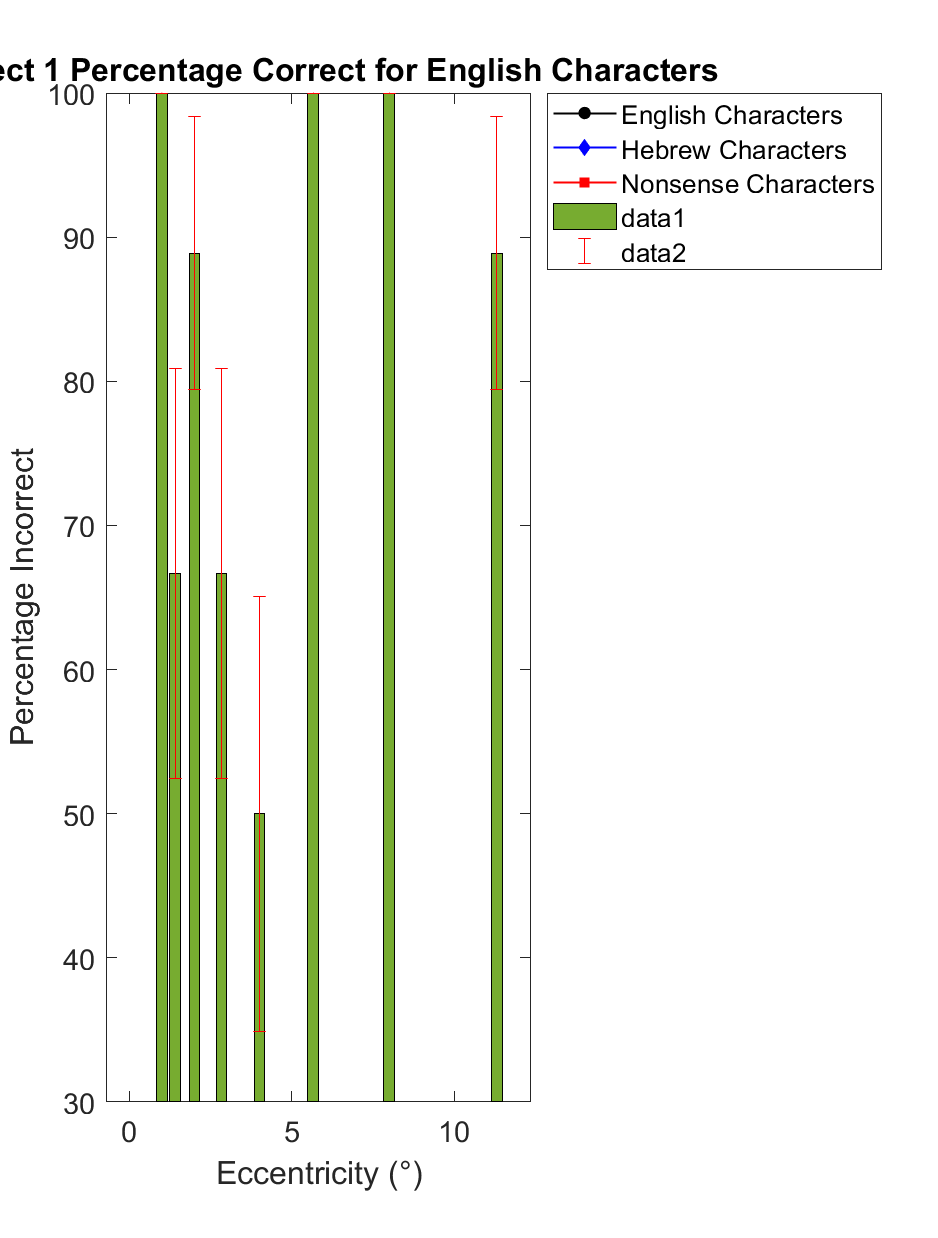 ect 1 Percentage Correct for English Characters
English Characters
Hebrew Characters
Nonsense Characters
data1
data2
Percentage Incorrect
100
90
80
70
60
50
40
30
0 5 10
Eccentricity (°)